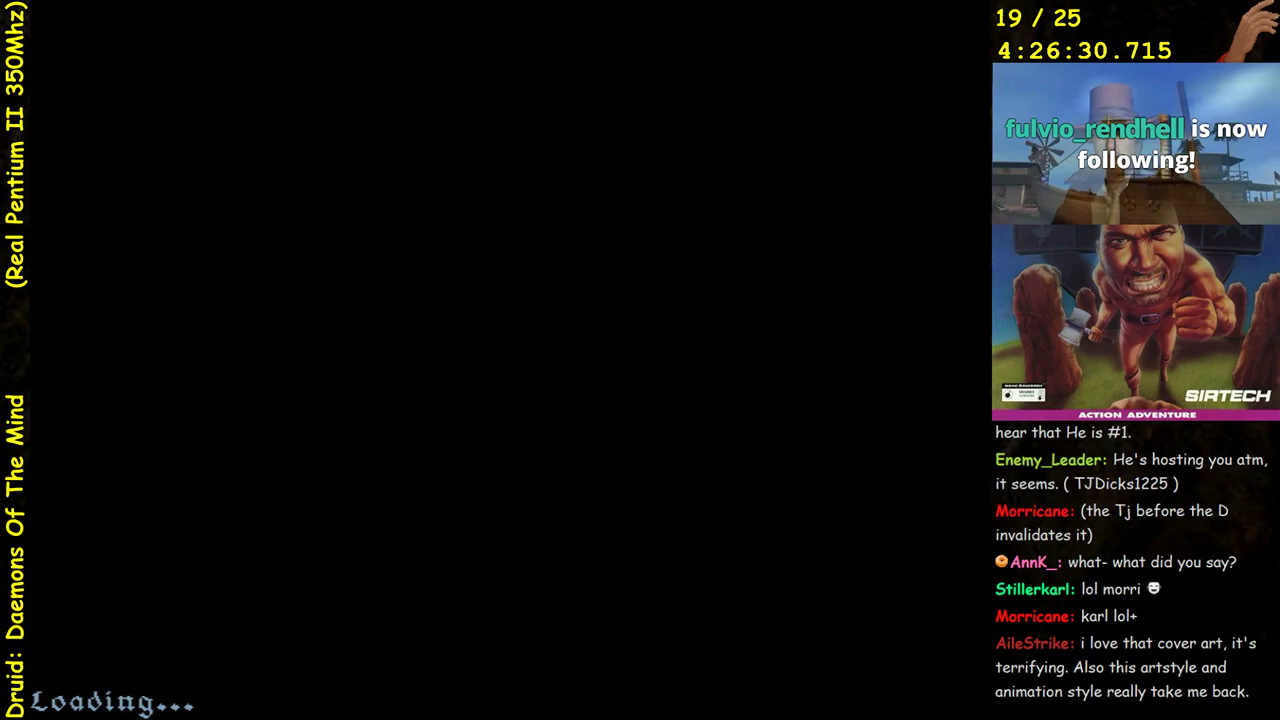 Druid: Daemons Of The Mind (Real Pentium II 350Mhz)
Loading...
19 / 25
4:26:30.715
fulvio_rendhell is now
following!
SIRTECH
ACTION ADVENTURE
hear that He is #1.
Enemy_Leader: He's hosting you atm,
it seems. ( TJDicks1225 )
Morricane: (the Tj before the D
invalidates it)
AnnK_: what- what did you say?
Stillerkarl: lol morri
Morricane: karl lol+
AileStrike: i love that cover art, it's
terrifying. Also this artstyle and
animation style really take me back.